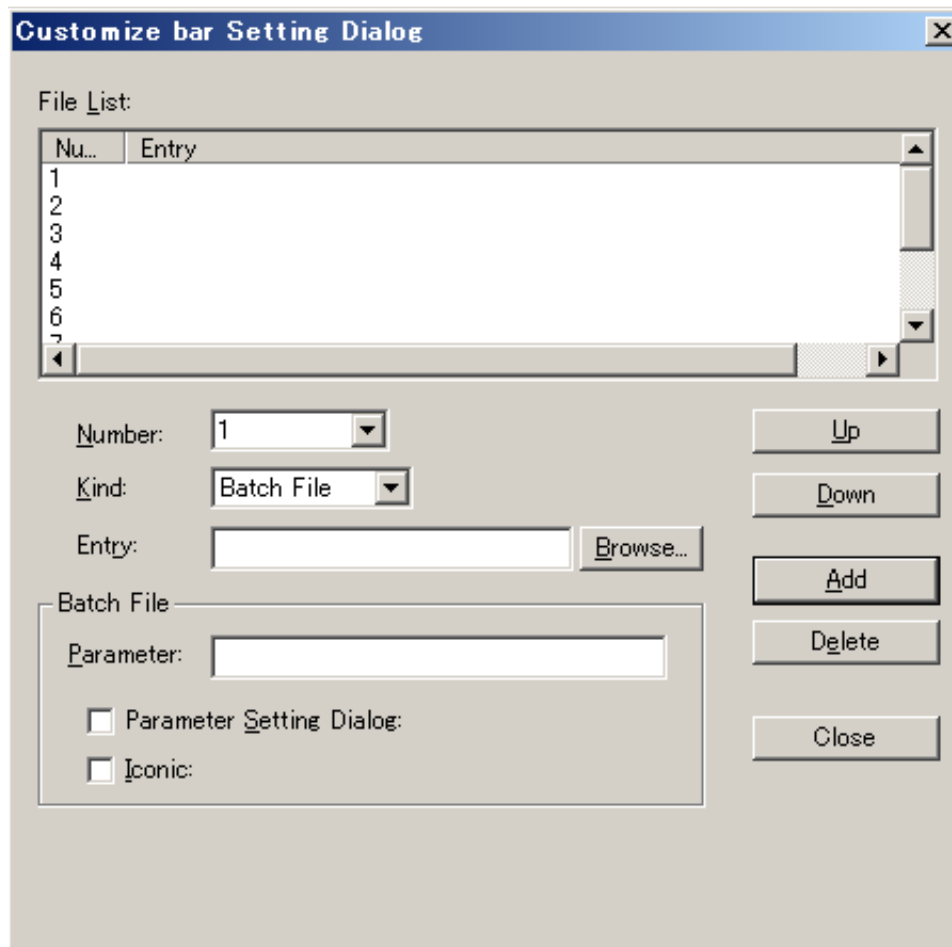 Customize bar Setting Dialog
File List:
Nu... Entry
1
2
3
4
5
6
7
Number: 1 Up
Kind: Batch File Down
Entry: Browse...
Add
Batch File
Parameter: Delete
Parameter Setting Dialog:
Close
Iconic: